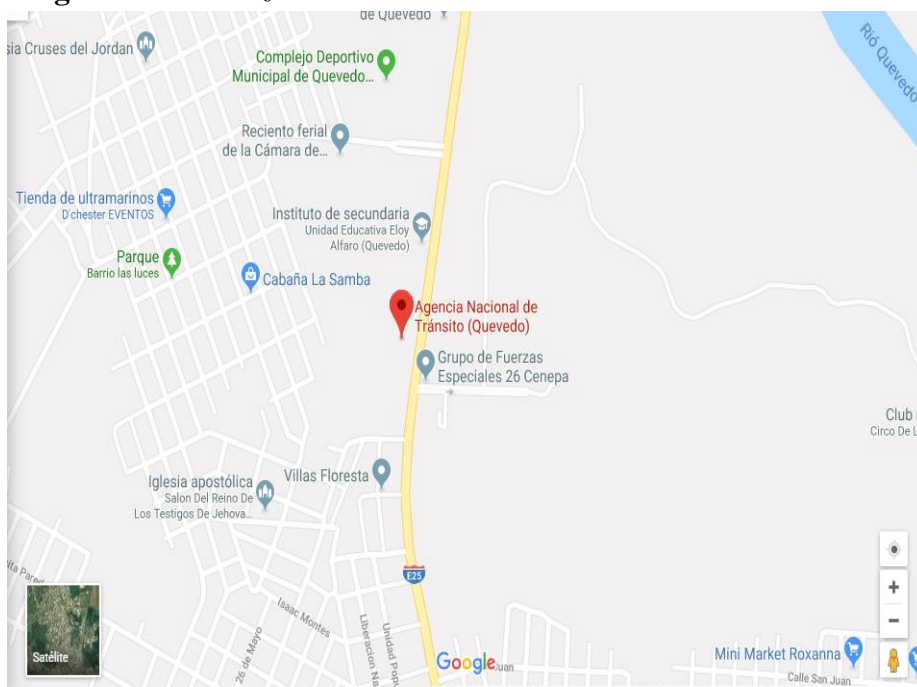 de Quevedo
sia Cruses del Jordan
Complejo Deportivo
Municipal de Quevedo...
Rió Quevedo
Reciento ferial
de la Cámara de...
Tienda de ultramarinos
D'chester EVENTOS
Instituto de secundaria
Unidad Educativa Eloy
Alfaro (Quevedo)
Parque
Barrio las luces
Cabaña La Samba
Agencia Nacional de
Tránsito (Quevedo)
Grupo de Fuerzas
Especiales 26 Cenepa
Club
Circo De L
Iglesia apostólica
Salon Del Reino De
Los Testigos De Jehova...
Villas Floresta
E25
ita Pared
Isaac Montes
26 de Mayo
Liberacion Na
Unidad Popu
Satélite
Google
Juan
Mini Market Roxanna
Calle San Juan